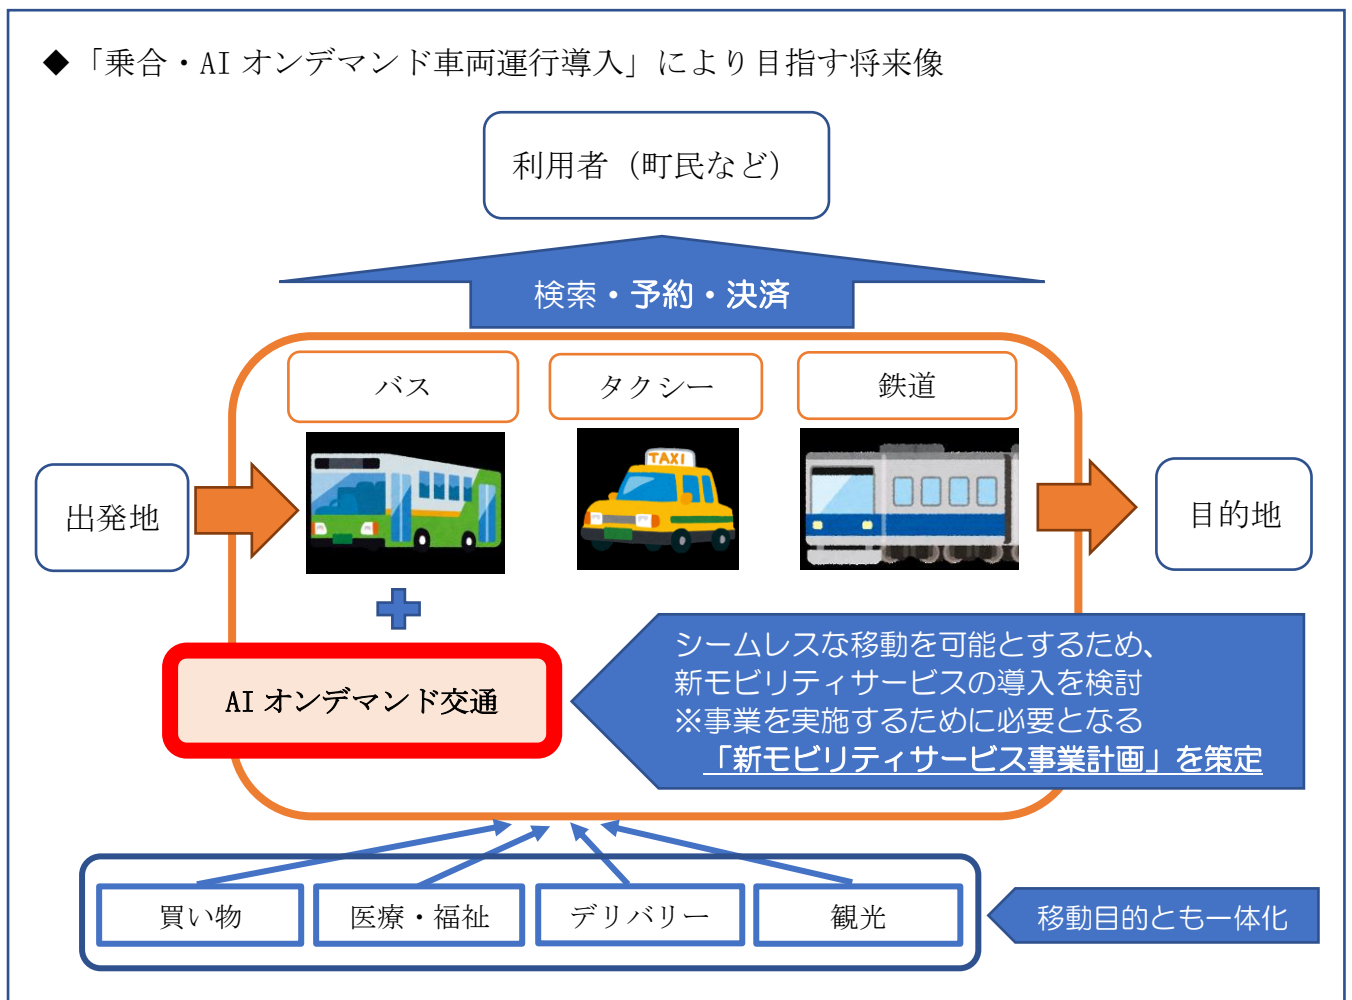 ◆「乗合・AIオンデマンド車両運行導入」により目指す将来像
利用者（町民など）
検索・予約・決済
バス
タクシー
鉄道
TAXI
出発地
目的地
AIオンデマンド交通
シームレスな移動を可能とするため、
新モビリティサービスの導入を検討
※事業を実施するために必要となる
「新モビリティサービス事業計画」を策定
買い物
医療・福祉
デリバリー
観光
移動目的とも一体化